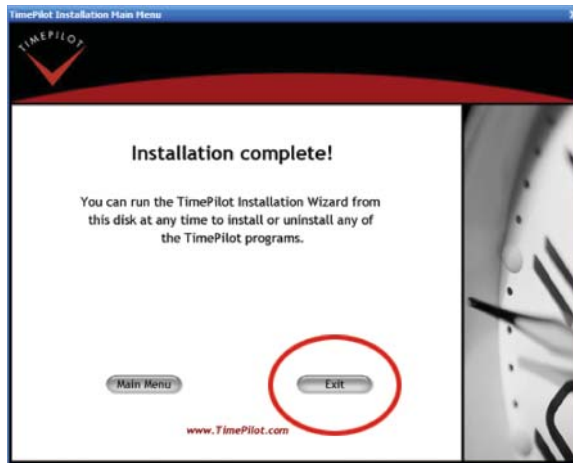 TimePilot Installation Main Menu
TIMEPILOT
Installation complete!
You can run the TimePilot Installation Wizard from
this disk at any time to install or uninstall any of
the TimePilot programs.
Main Menu
Exit
www.TimePilot.com